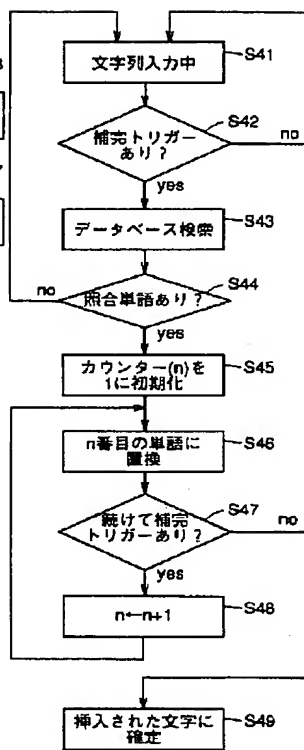 文字列入力中
S41
補完トリガー
あり?
S42
no
yes
データベース検索
S43
照合単語あり?
S44
no
yes
カウンター(n)を
1に初期化
S45
n番目の単語に
置換
S46
続けて補完
トリガーあり?
S47
no
yes
n←n+1
S48
挿入された文字に
確定
S49